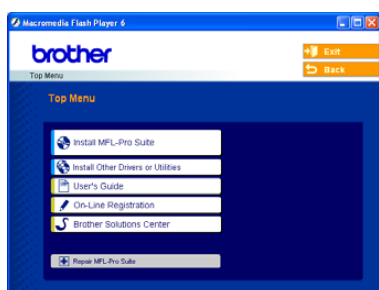 Macromedia Flash Player 6
brother
Exit
Back
Top Menu
Top Menu
Install MFL-Pro Suite
Install Other Drivers or Utilities
User's Guide
On-Line Registration
Brother Solutions Center
Repair MFL-Pro Suite